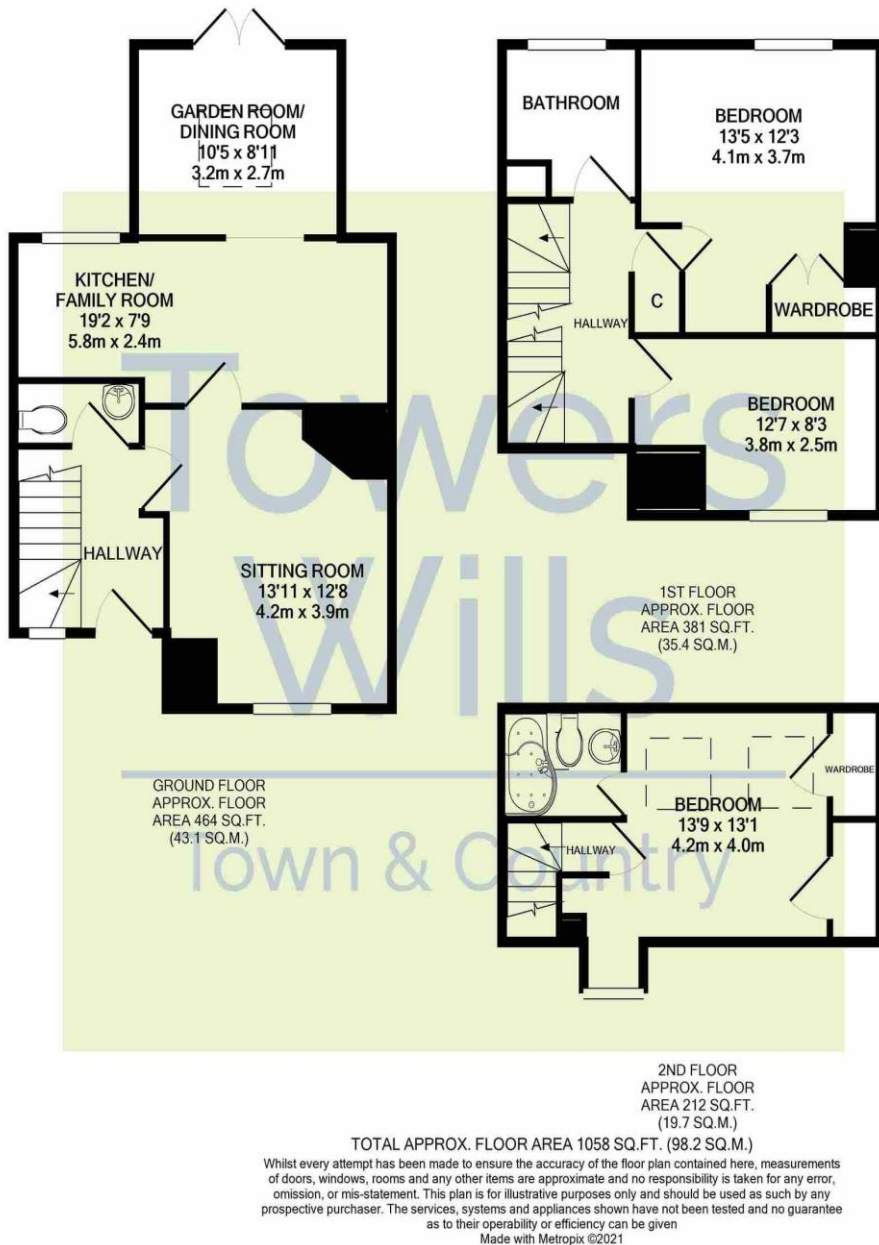 GARDEN ROOM/
DINING ROOM
10'5 x 8'11
3.2m x 2.7m
KITCHEN/
FAMILY ROOM
19'2 x 7'9
5.8m x 2.4m
HALLWAY
SITTING ROOM
13'11 x 12'8
4.2m x 3.9m
GROUND FLOOR
APPROX. FLOOR
AREA 464 SQ.FT.
(43.1 SQ.M.)
BATHROOM
BEDROOM
13'5 x 12'3
4.1m x 3.7m
C
WARDROBE
HALLWAY
BEDROOM
12'7 x 8'3
3.8m x 2.5m
1ST FLOOR
APPROX. FLOOR
AREA 381 SQ.FT.
(35.4 SQ.M.)
WARDROBE
BEDROOM
13'9 x 13'1
4.2m x 4.0m
HALLWAY
2ND FLOOR
APPROX. FLOOR
AREA 212 SQ.FT.
(19.7 SQ.M.)
Towers
Wills
Town & Country
TOTAL APPROX. FLOOR AREA 1058 SQ.FT. (98.2 SQ.M.)
Whilst every attempt has been made to ensure the accuracy of the floor plan contained here, measurements
of doors, windows, rooms and any other items are approximate and no responsibility is taken for any error,
omission, or mis-statement. This plan is for illustrative purposes only and should be used as such by any
prospective purchaser. The services, systems and appliances shown have not been tested and no guarantee
as to their operability or efficiency can be given
Made with Metropix ©2021